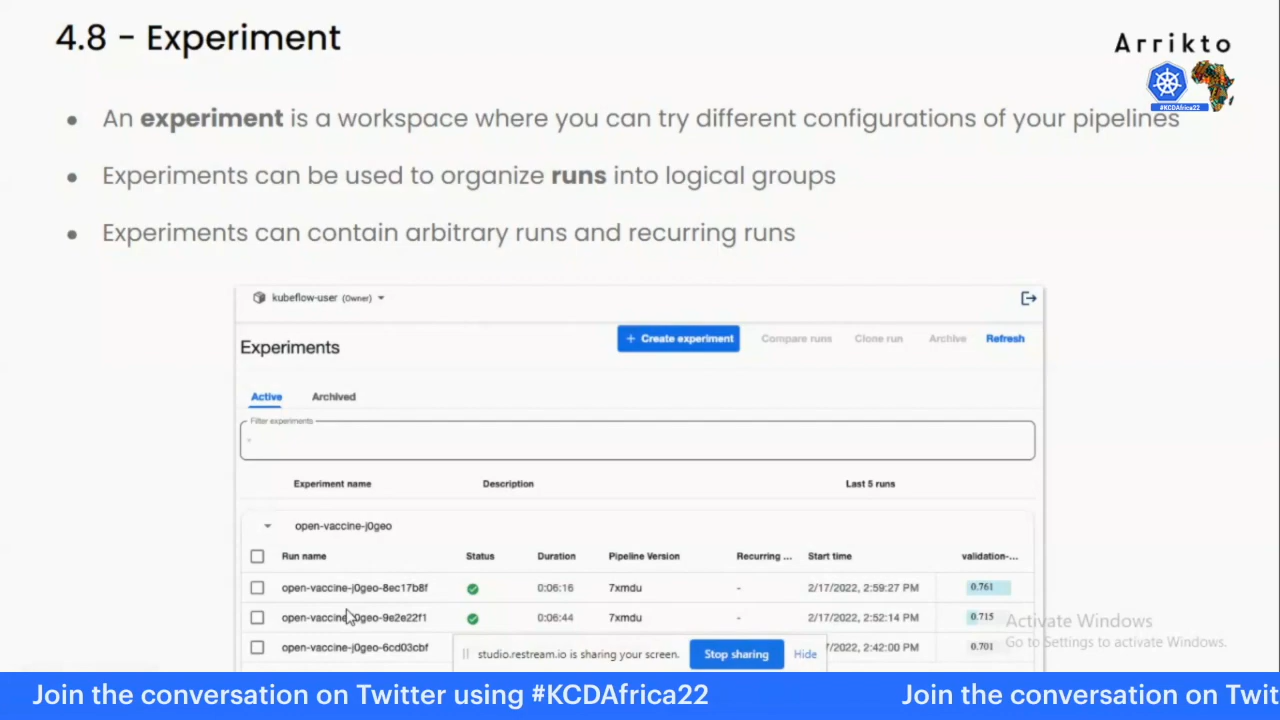 4.8 - Experiment
Arrikto
#KCDAfrica22
An experiment is a workspace where you can try different configurations of your pipelines
Experiments can be used to organize runs into logical groups
Experiments can contain arbitrary runs and recurring runs
kubeflow-user (Owner)
Experiments
+ Create experiment Compare runs Clone run Archive Refresh
Active Archived
Filter experiments
Experiment name Description Last 5 runs
open-vaccine-j0geo
Run name Status Duration Pipeline Version Recurring ... Start time validation-...
open-vaccine-j0geo-8ec17b8f 0:06:16 7xmdu - 2/17/2022, 2:59:27 PM 0.761
open-vaccine-j0geo-9e2e22f1 0:06:44 7xmdu - 2/17/2022, 2:52:14 PM 0.715
open-vaccine-j0geo-6cd03cbf /2022, 2:42:00 PM 0.701
Activate Windows
Go to Settings to activate Windows.
studio.restream.io is sharing your screen. Stop sharing Hide
Join the conversation on Twitter using #KCDAfrica22 Join the conversation on Twit